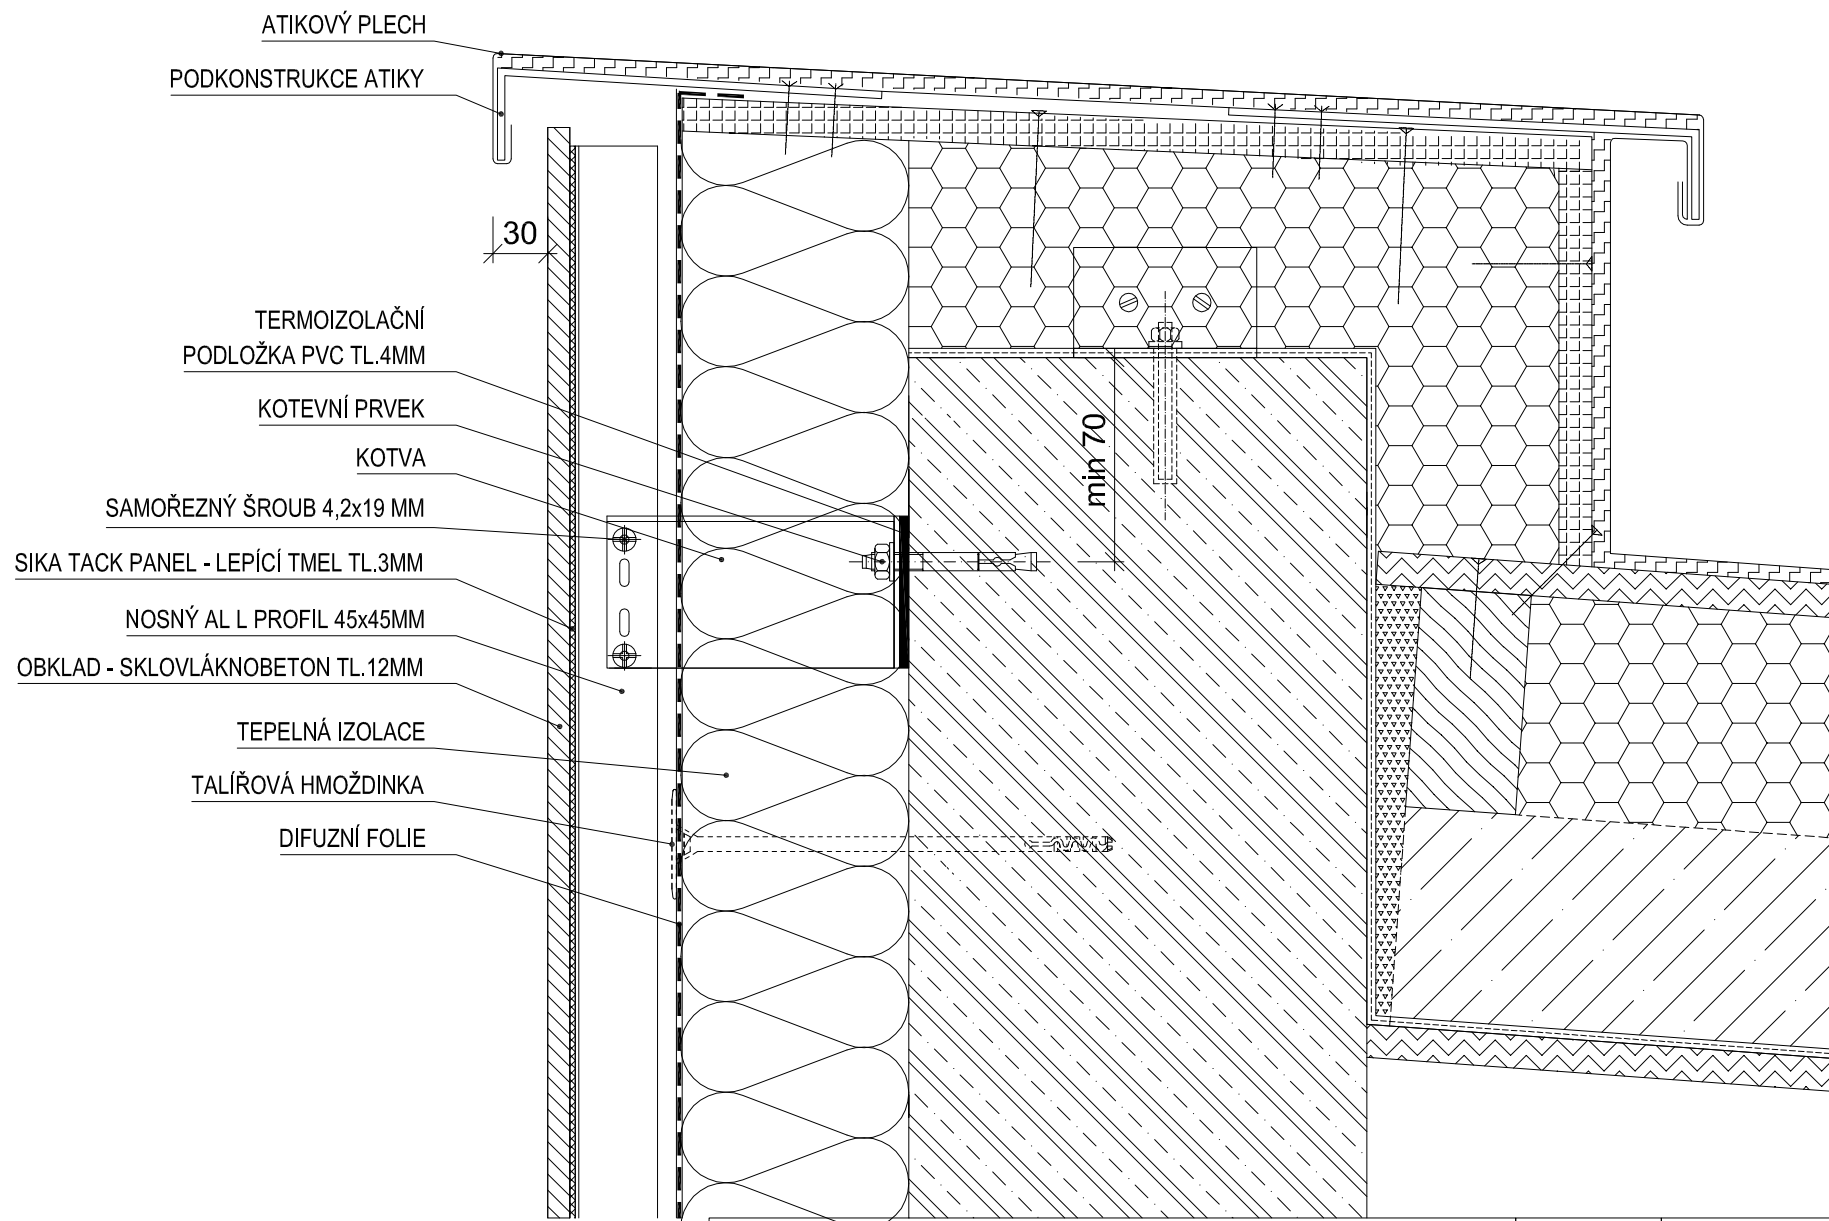 ATIKOVÝ PLECH
PODKONSTRUKCE ATIKY
30
TERMOIZOLAČNÍ
PODLOŽKA PVC TL.4MM
KOTEVNÍ PRVEK
KOTVA
SAMOŘEZNÝ ŠROUB 4,2x19 MM
SIKA TACK PANEL - LEPÍCÍ TMEL TL.3MM
NOSNÝ AL L PROFIL 45x45MM
OBKLAD - SKLOVLÁKNOBETON TL.12MM
TEPELNÁ IZOLACE
TALÍŘOVÁ HMOŽDINKA
DIFUZNÍ FOLIE
min 70